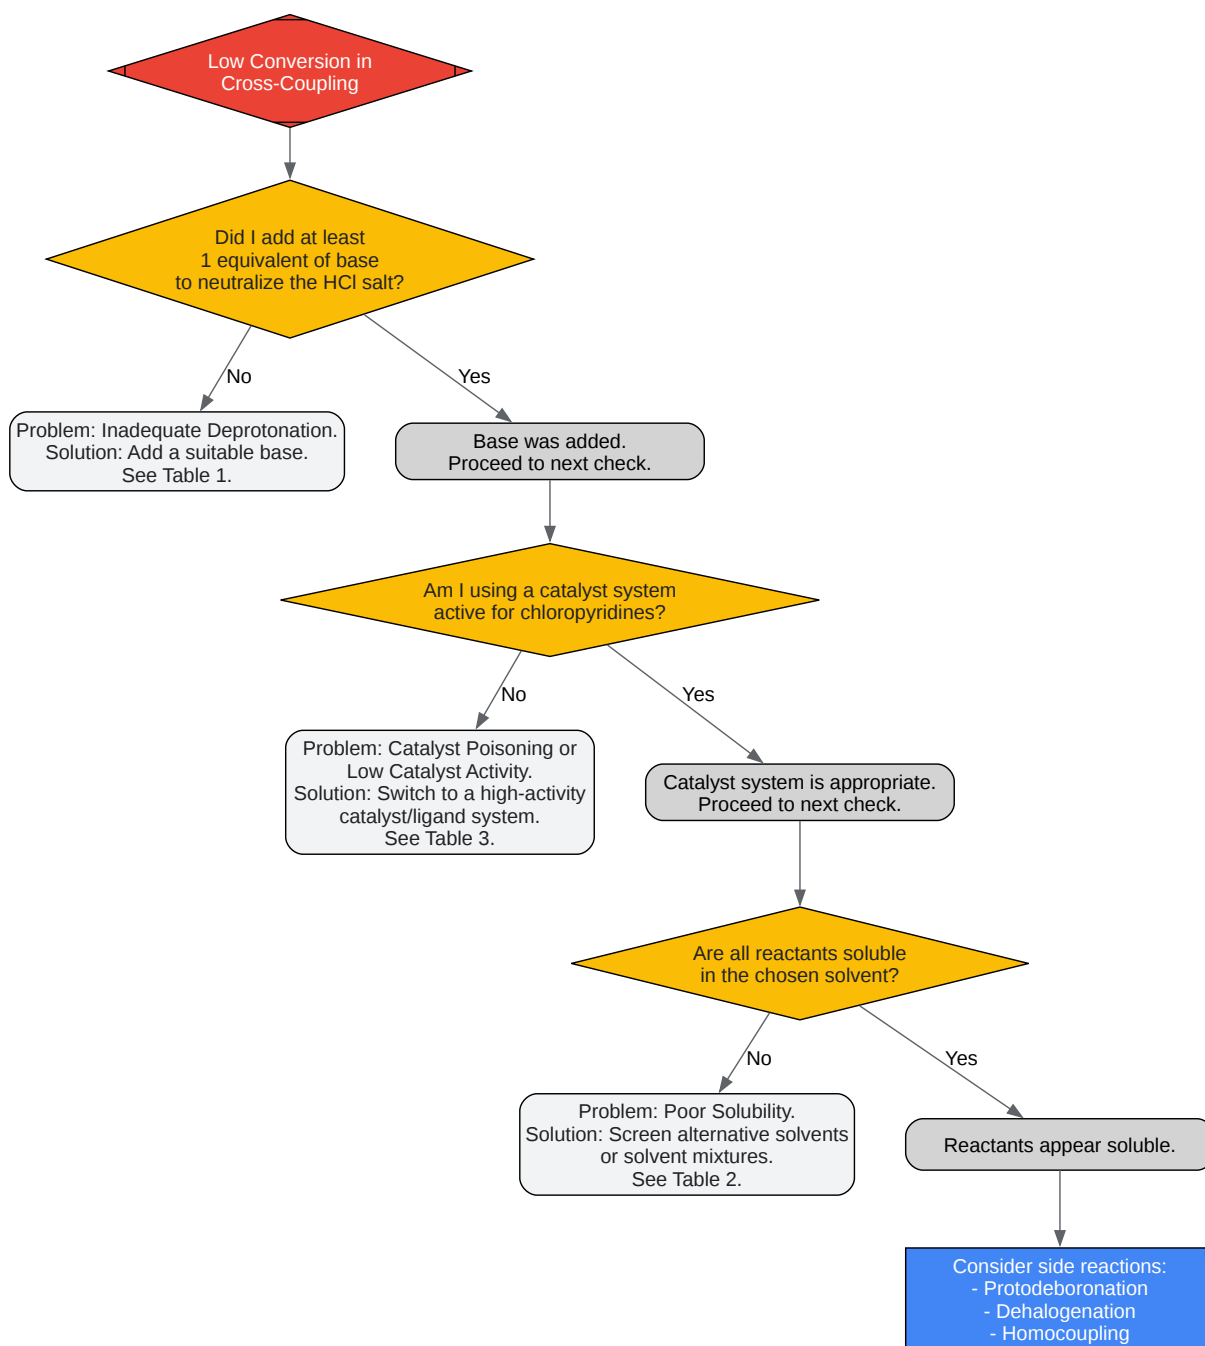 Low Conversion in
Cross-Coupling
Did I add at least
1 equivalent of base
to neutralize the HCl salt?
No
Yes
Problem: Inadequate Deprotonation.
Solution: Add a suitable base.
See Table 1.
Base was added.
Proceed to next check.
Am I using a catalyst system
active for chloropyridines?
No
Yes
Problem: Catalyst Poisoning or
Low Catalyst Activity.
Solution: Switch to a high-activity
catalyst/ligand system.
See Table 3.
Catalyst system is appropriate.
Proceed to next check.
Are all reactants soluble
in the chosen solvent?
No
Yes
Problem: Poor Solubility.
Solution: Screen alternative solvents
or solvent mixtures.
See Table 2.
Reactants appear soluble.
Consider side reactions:
- Protodeboronation
- Dehalogenation
- Homocoupling